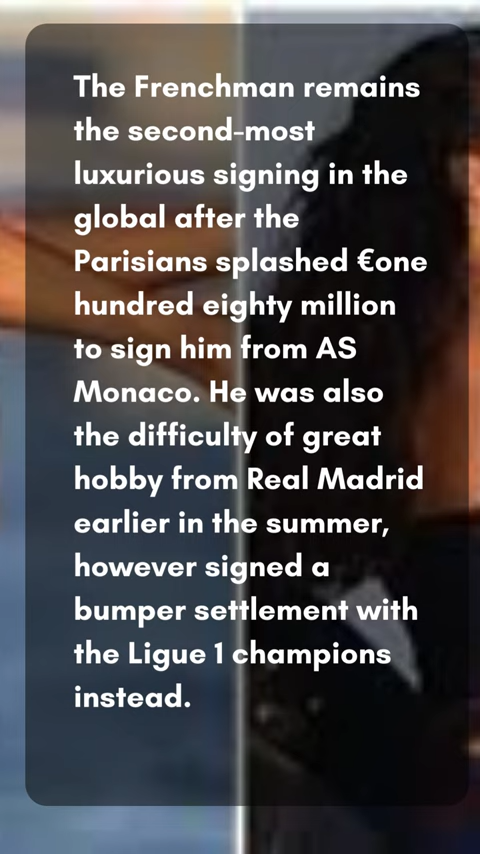 The Frenchman remains
the second-most
luxurious signing in the
global after the
Parisians splashed €one
hundred eighty million
to sign him from AS
Monaco. He was also
the difficulty of great
hobby from Real Madrid
earlier in the summer,
however signed a
bumper settlement with
the Ligue 1 champions
instead.